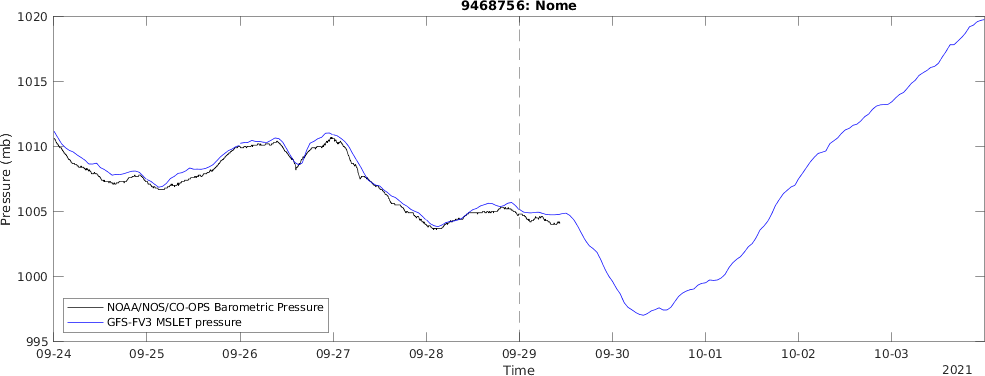 9468756: Nome
1020
1015
1010
1005
1000
995
Pressure (mb)
NOAA/NOS/CO-OPS Barometric Pressure
GFS-FV3 MSLET pressure
09-24 09-25 09-26 09-27 09-28 09-29 09-30 10-01 10-02 10-03
Time
2021